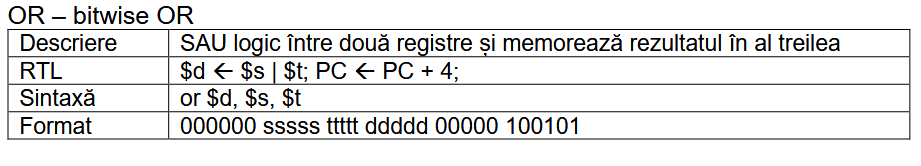 OR – bitwise OR
Descriere SAU logic între două registre și memorează rezultatul în al treilea
RTL $d ← $s | $t; PC ← PC + 4;
Sintaxă or $d, $s, $t
Format 000000 sssss ttttt ddddd 00000 100101